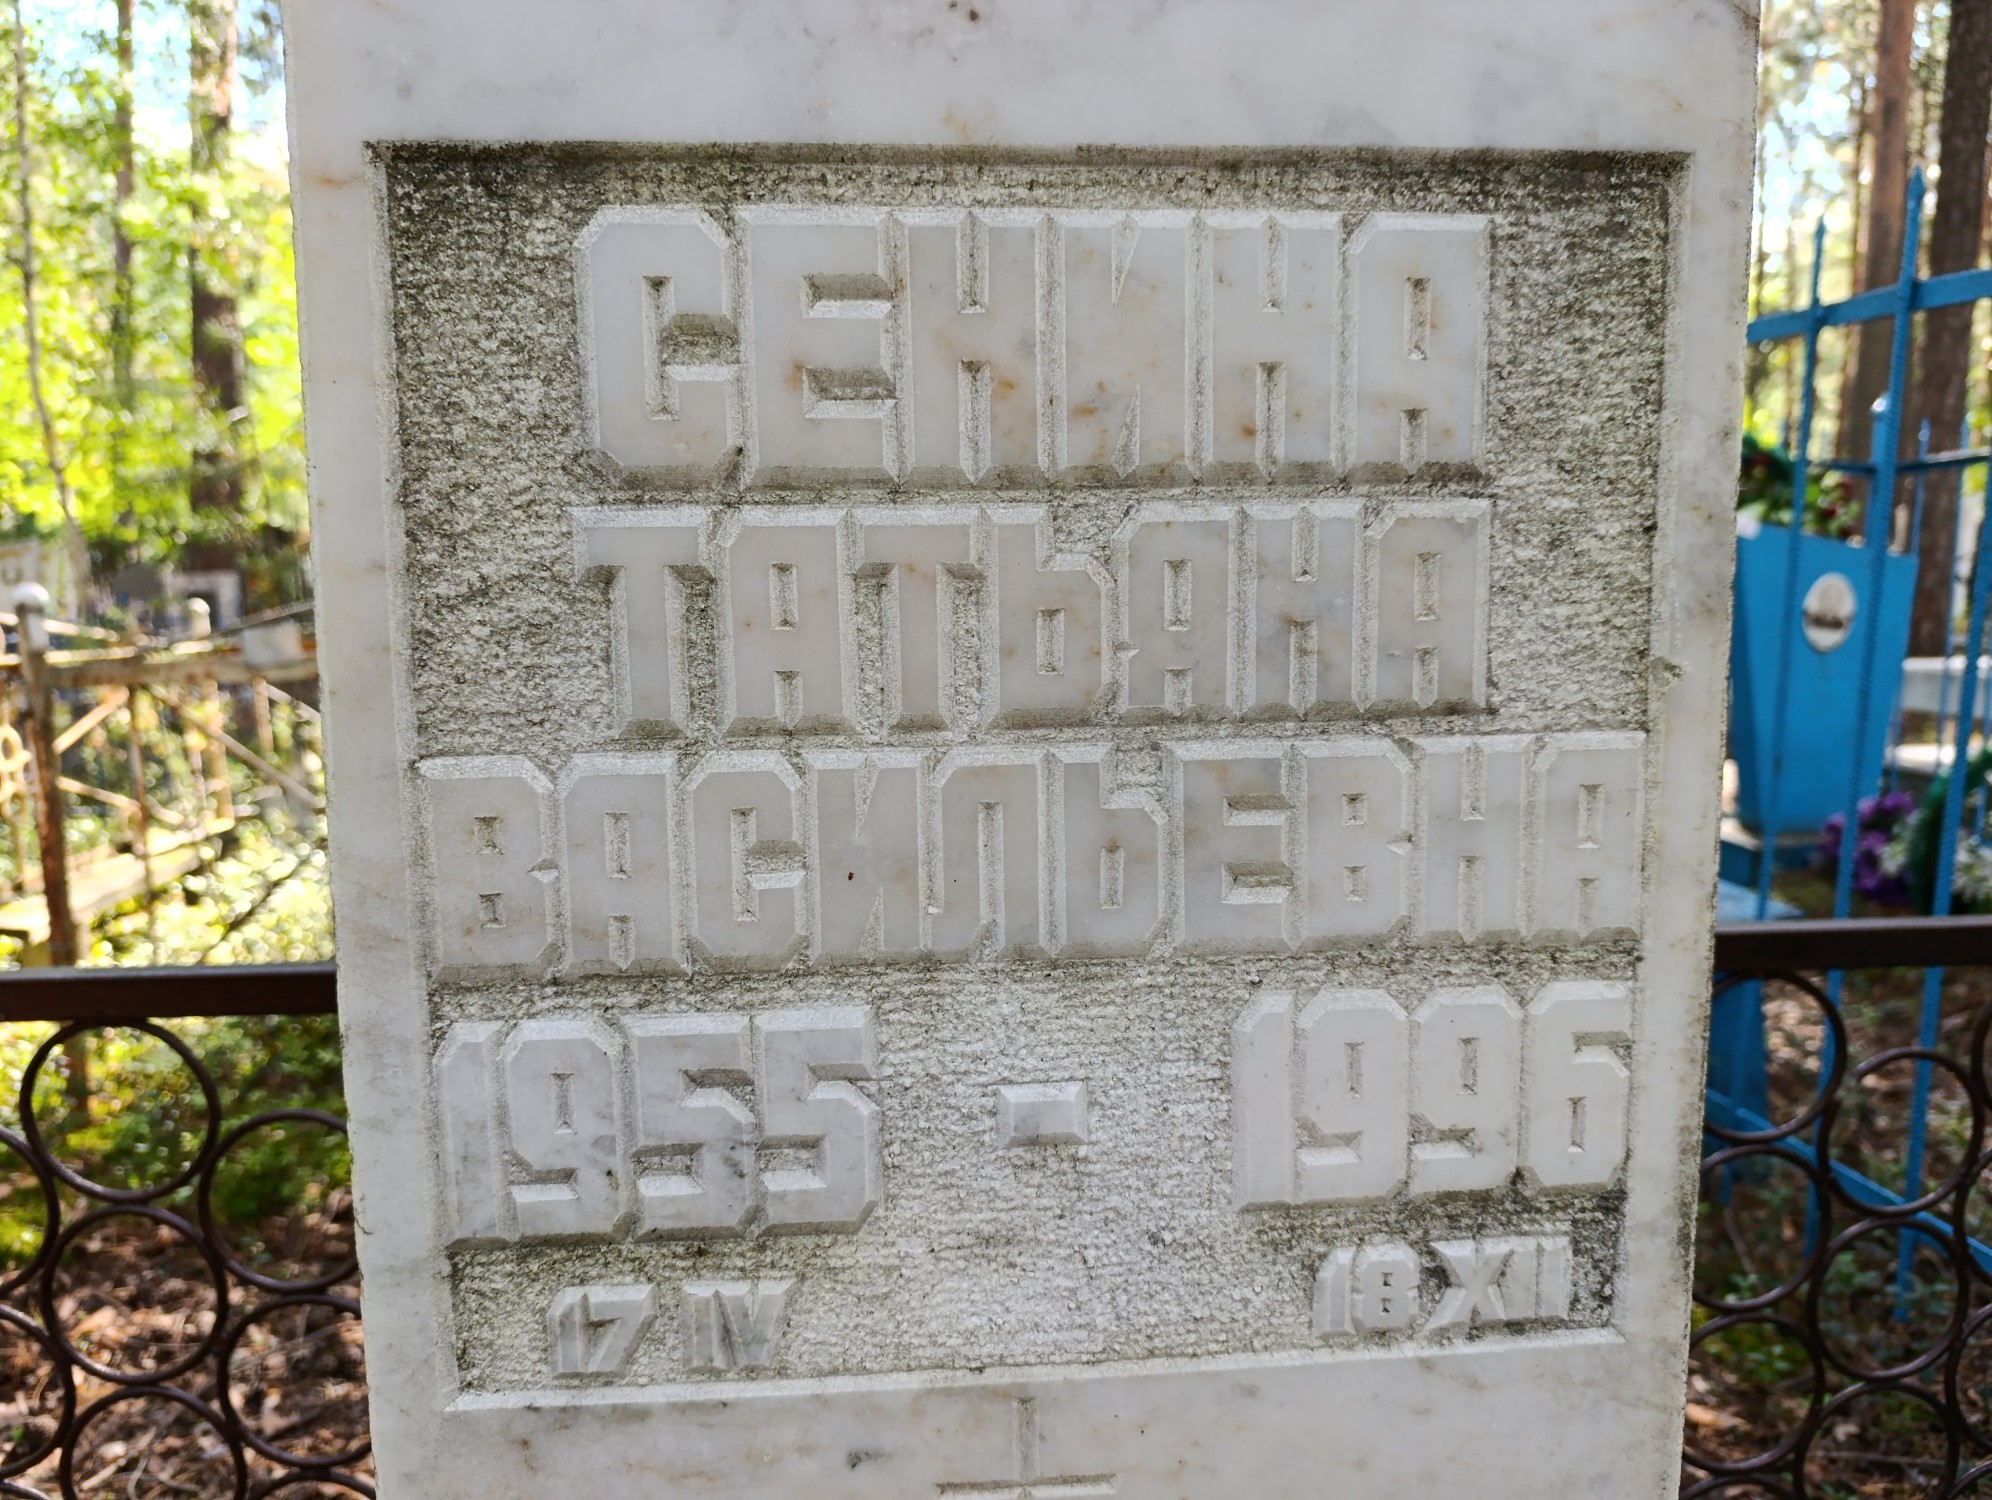 СЕНИНА
ТАТЬЯНА
ВАСИЛЬЕВНА
1955 - 1996
17 IV 18 XII